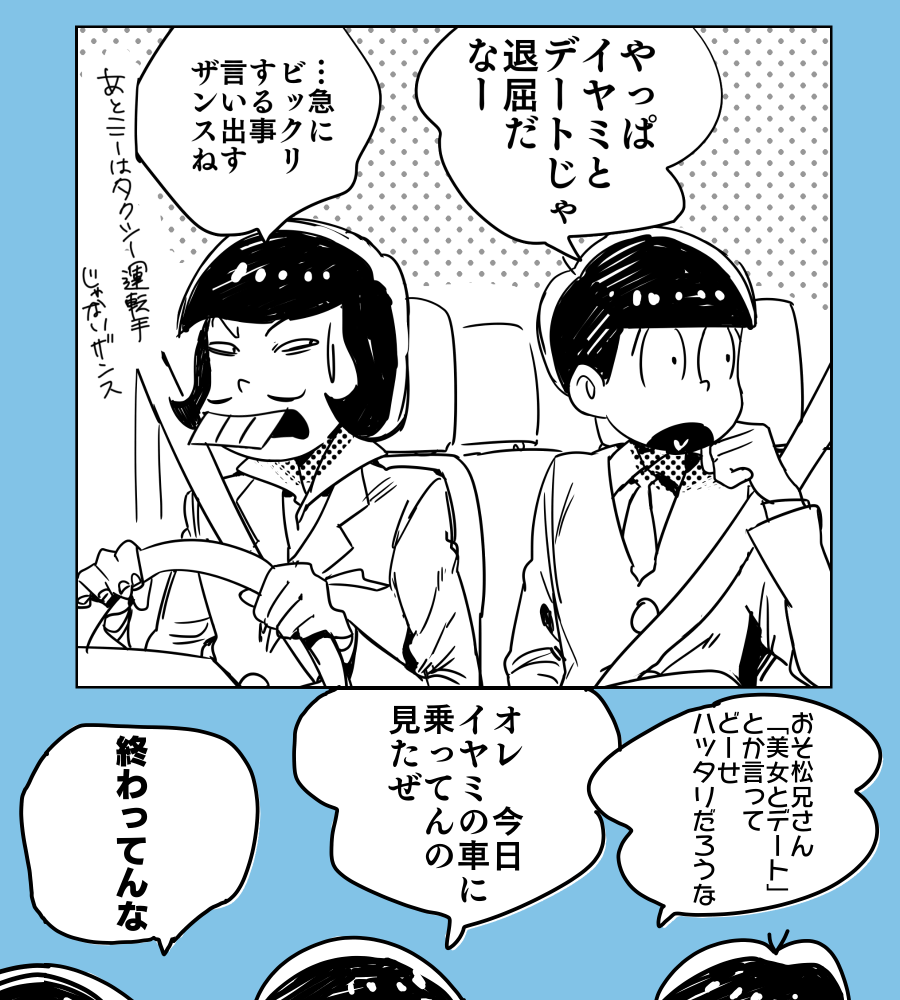 やっぱ
イヤミと
デートじゃ
退屈だ
なー
…急に
ビックリ
する事
言い出す
ザンスね
あとミーはタクシー運転手
じゃないザンス
おそ松兄さん
「美女とデート」
とか言って
どーせ
ハッタリだろうな
オレ 今日
イヤミの車に
乗ってんの
見たぜ
終わってんな